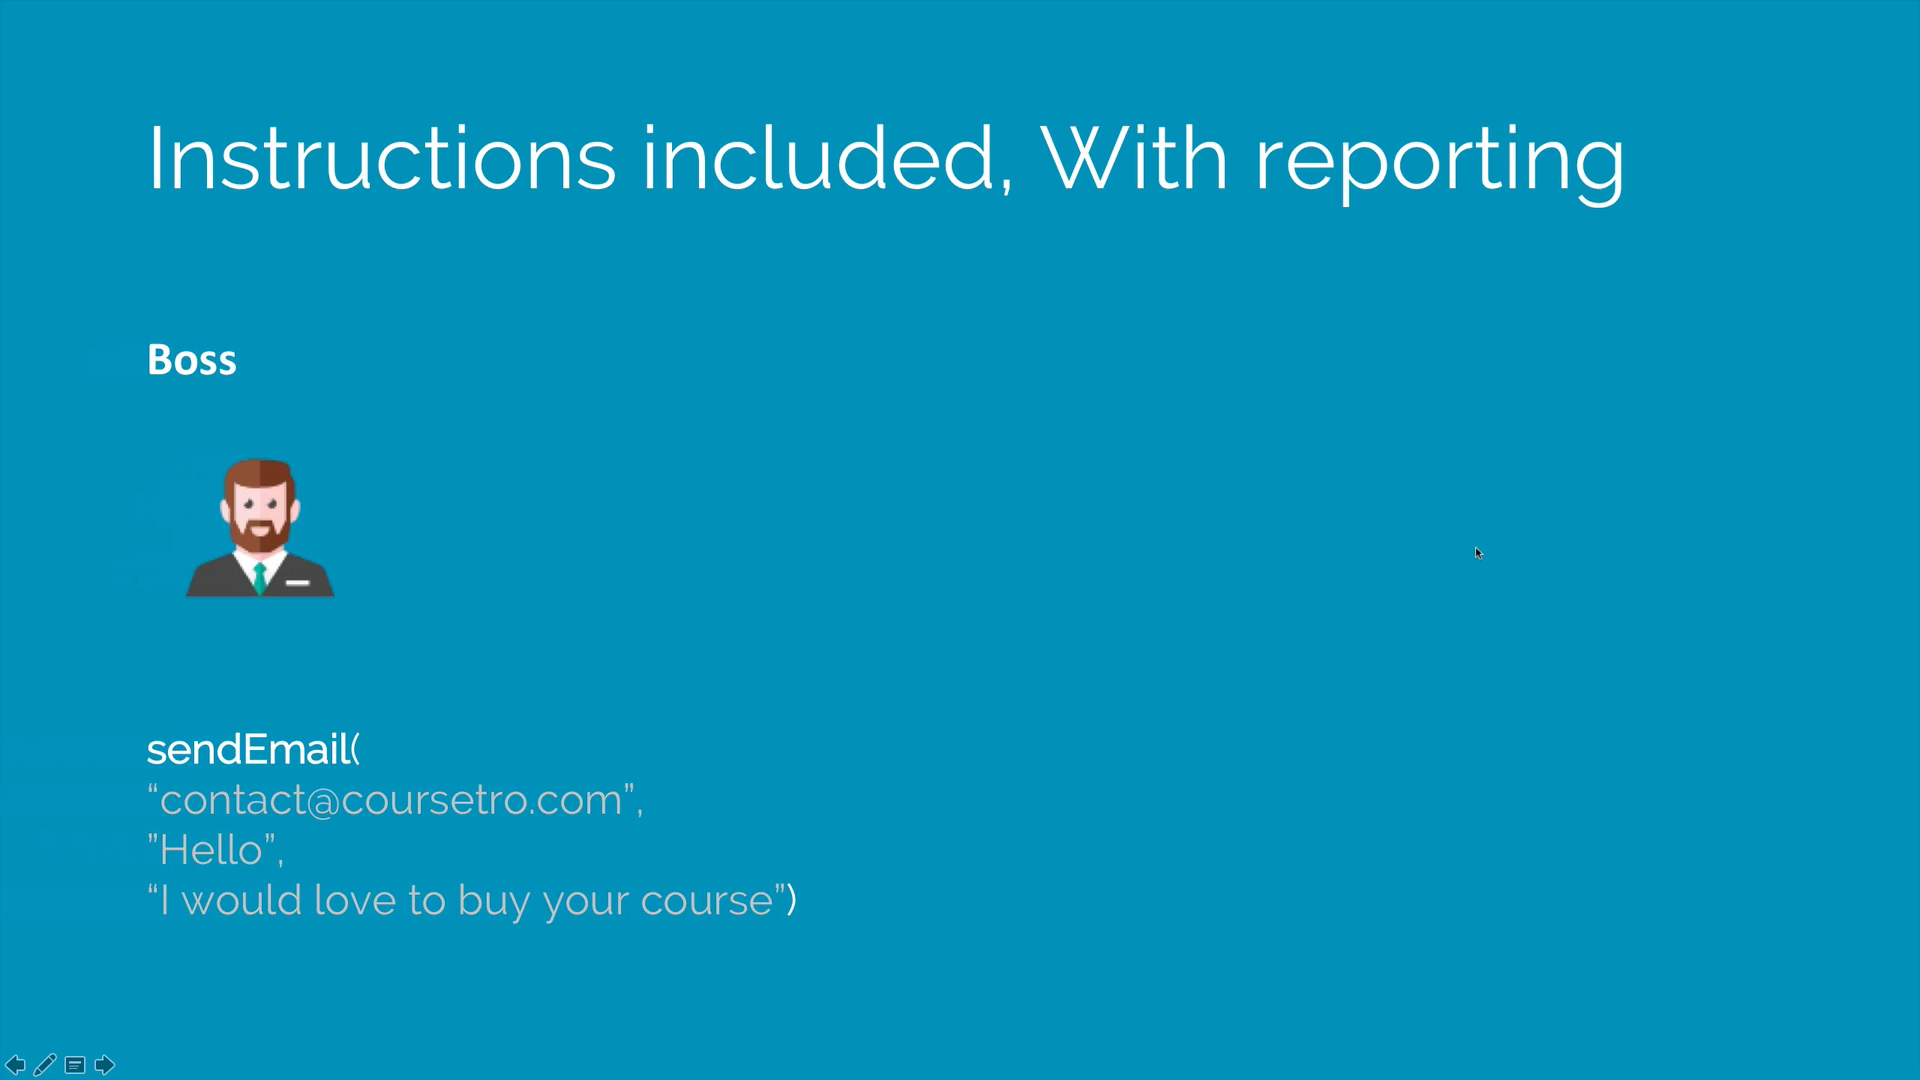 Instructions included, With reporting
Boss
sendEmail(
“contact@coursetro.com”,
”Hello”,
“I would love to buy your course”)